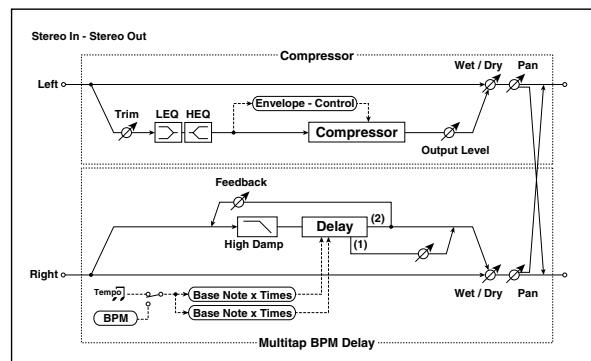 Stereo In - Stereo Out
Compressor
Wet / Dry
Pan
Left
Trim
LEQ
HEQ
Envelope - Control
Compressor
Output Level
Feedback
High Damp
Delay
(2)
(1)
Right
Wet / Dry
Pan
Tempo
BPM
Base Note x Times
Base Note x Times
Multitap BPM Delay